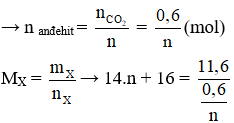 → n anđehit = n_CO₂ / n = 0,6 / n (mol)
M_X = m_X / n_X → 14.n + 16 = 11,6 / (0,6 / n)